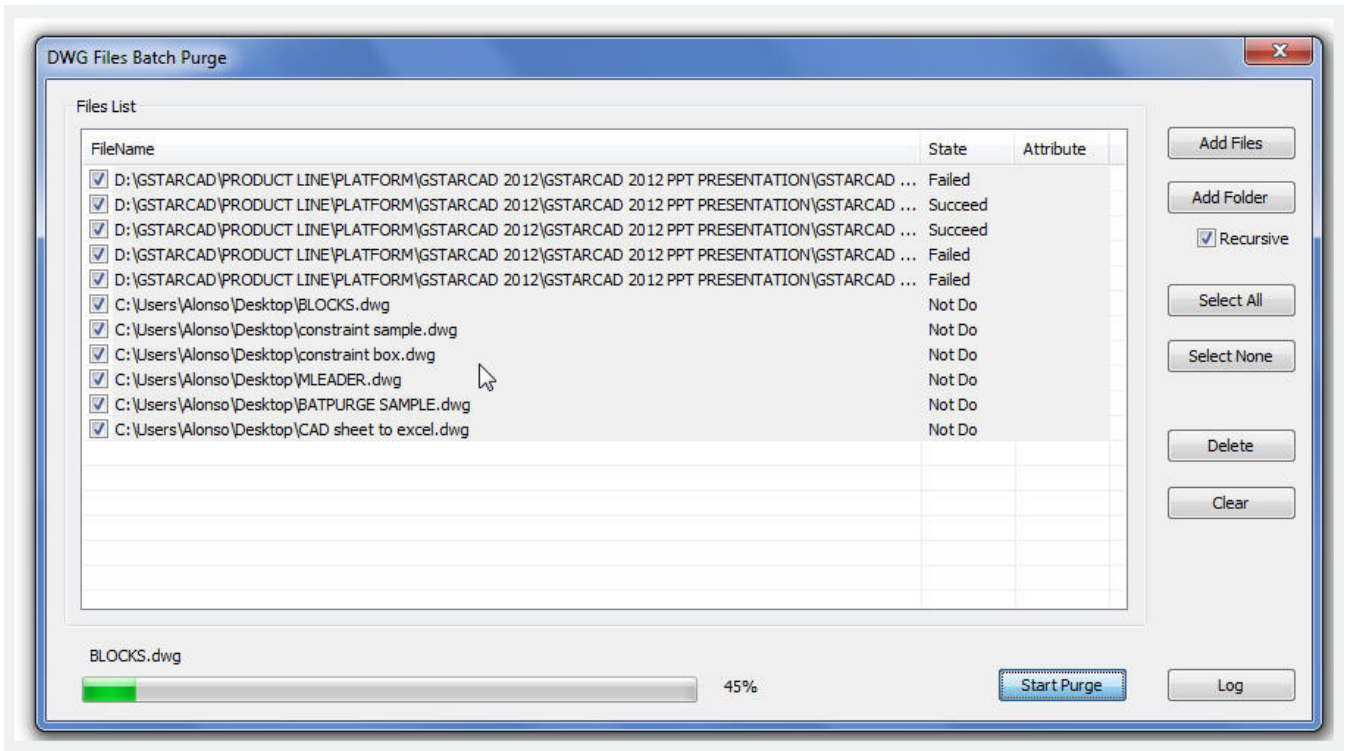 DWG Files Batch Purge
X
Files List
FileName State Attribute
D:\GSTARCAD\PRODUCT LINE\PLATFORM\GSTARCAD 2012\GSTARCAD 2012 PPT PRESENTATION\GSTARCAD ... Failed
D:\GSTARCAD\PRODUCT LINE\PLATFORM\GSTARCAD 2012\GSTARCAD 2012 PPT PRESENTATION\GSTARCAD ... Succeed
D:\GSTARCAD\PRODUCT LINE\PLATFORM\GSTARCAD 2012\GSTARCAD 2012 PPT PRESENTATION\GSTARCAD ... Succeed
D:\GSTARCAD\PRODUCT LINE\PLATFORM\GSTARCAD 2012\GSTARCAD 2012 PPT PRESENTATION\GSTARCAD ... Failed
D:\GSTARCAD\PRODUCT LINE\PLATFORM\GSTARCAD 2012\GSTARCAD 2012 PPT PRESENTATION\GSTARCAD ... Failed
C:\Users\Alonso\Desktop\BLOCKS.dwg Not Do
C:\Users\Alonso\Desktop\constraint sample.dwg Not Do
C:\Users\Alonso\Desktop\constraint box.dwg Not Do
C:\Users\Alonso\Desktop\MLEADER.dwg Not Do
C:\Users\Alonso\Desktop\BATPURGE SAMPLE.dwg Not Do
C:\Users\Alonso\Desktop\CAD sheet to excel.dwg Not Do
Add Files
Add Folder
Recursive
Select All
Select None
Delete
Clear
BLOCKS.dwg
45%
Start Purge
Log